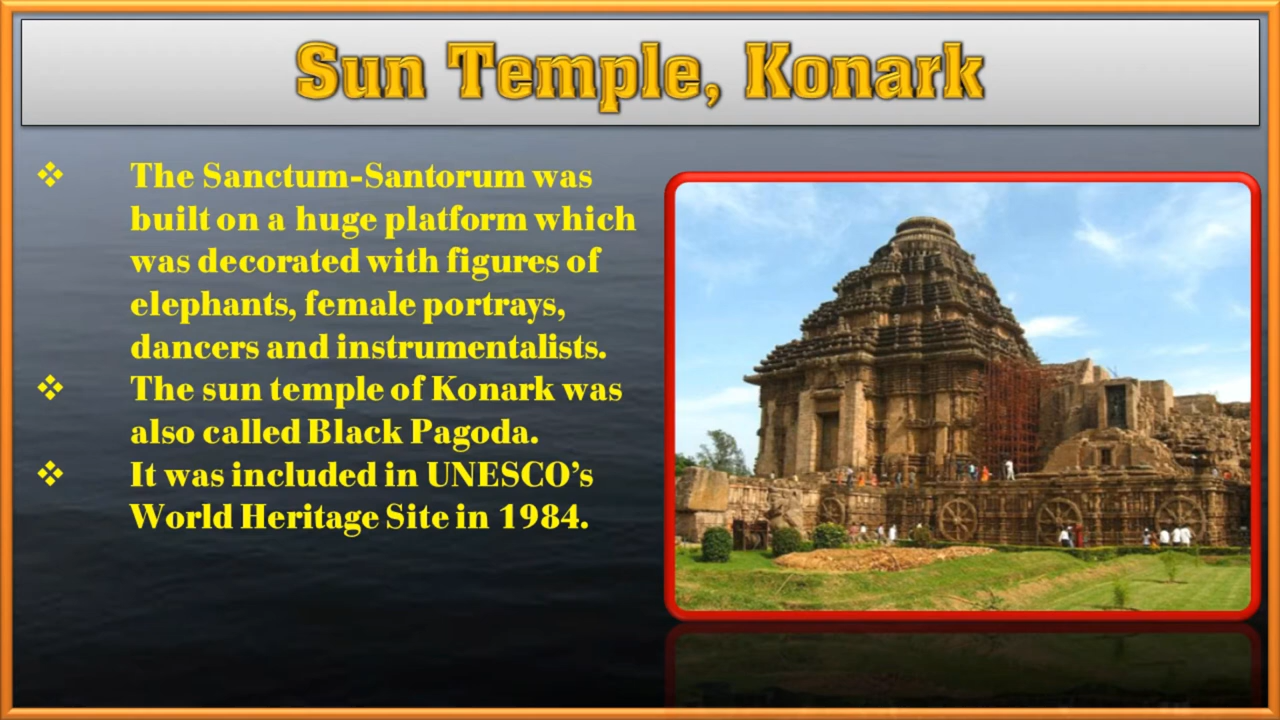 Sun Temple, Konark
❖ The Sanctum-Santorum was
built on a huge platform which
was decorated with figures of
elephants, female portrays,
dancers and instrumentalists.
❖ The sun temple of Konark was
also called Black Pagoda.
❖ It was included in UNESCO’s
World Heritage Site in 1984.